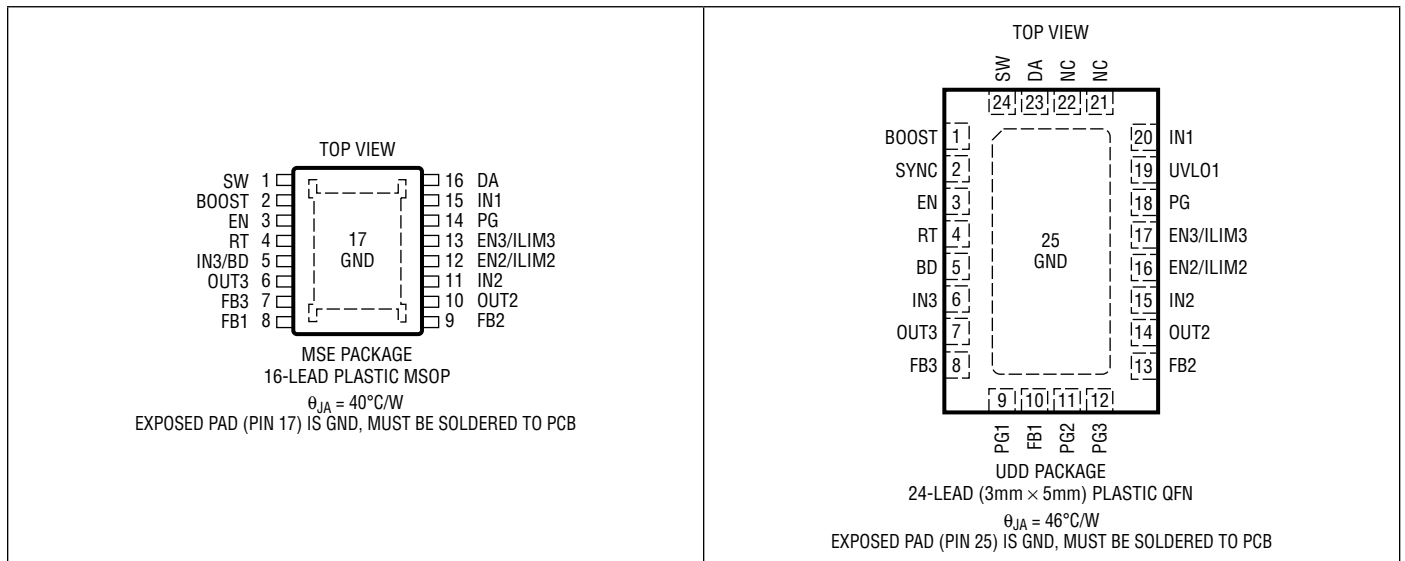 TOP VIEW
SW 1
BOOST 2
EN 3
RT 4
IN3/BD 5
OUT3 6
FB3 7
FB1 8
17
GND
16 DA
15 IN1
14 PG
13 EN3/ILIM3
12 EN2/ILIM2
11 IN2
10 OUT2
9 FB2
MSE PACKAGE
16-LEAD PLASTIC MSOP
θJA = 40°C/W
EXPOSED PAD (PIN 17) IS GND, MUST BE SOLDERED TO PCB
TOP VIEW
SW DA NC NC
24 23 22 21
BOOST 1
SYNC 2
EN 3
RT 4
BD 5
IN3 6
OUT3 7
FB3 8
25
GND
20 IN1
19 UVLO1
18 PG
17 EN3/ILIM3
16 EN2/ILIM2
15 IN2
14 OUT2
13 FB2
9 10 11 12
PG1 FB1 PG2 PG3
UDD PACKAGE
24-LEAD (3mm × 5mm) PLASTIC QFN
θJA = 46°C/W
EXPOSED PAD (PIN 25) IS GND, MUST BE SOLDERED TO PCB